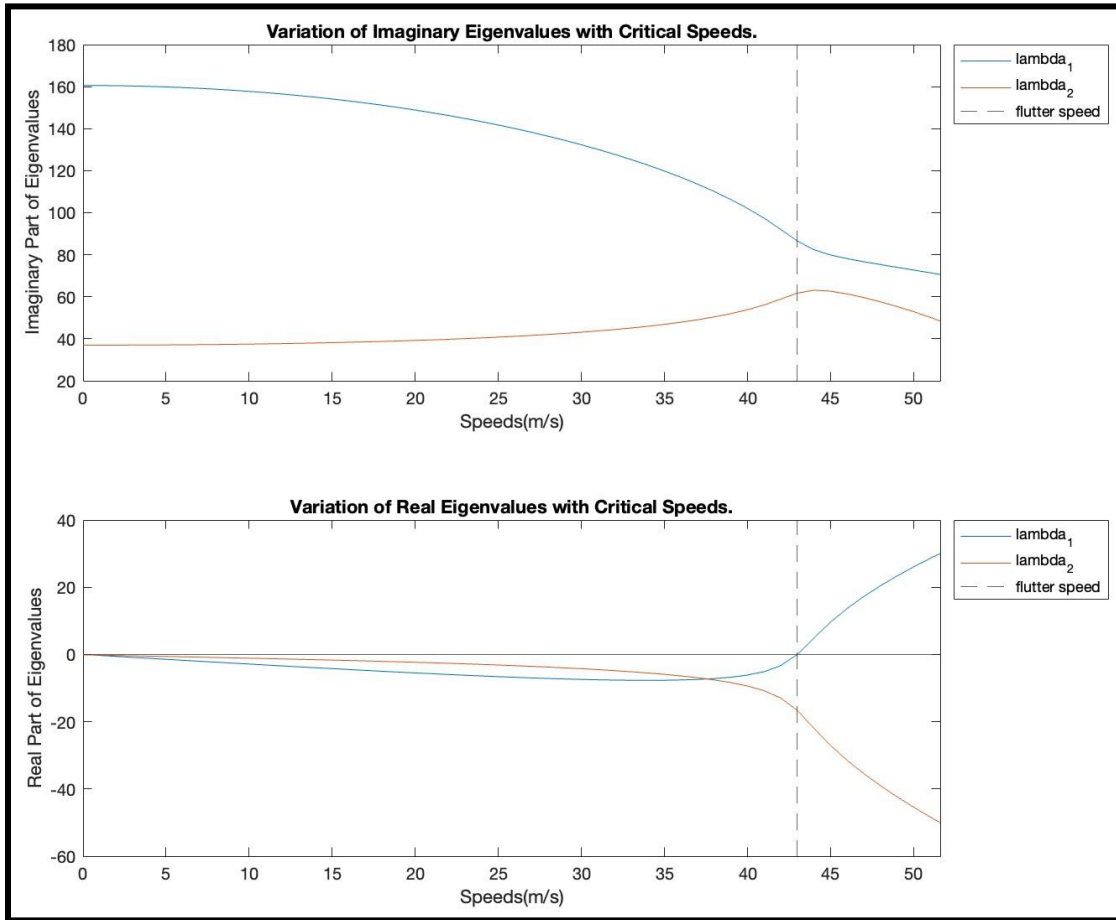 Variation of Imaginary Eigenvalues with Critical Speeds.
Imaginary Part of Eigenvalues
180
160
140
120
100
80
60
40
20
0 5 10 15 20 25 30 35 40 45 50
Speeds(m/s)
lambda₁
lambda₂
flutter speed
Variation of Real Eigenvalues with Critical Speeds.
Real Part of Eigenvalues
40
20
0
-20
-40
-60
0 5 10 15 20 25 30 35 40 45 50
Speeds(m/s)
lambda₁
lambda₂
flutter speed